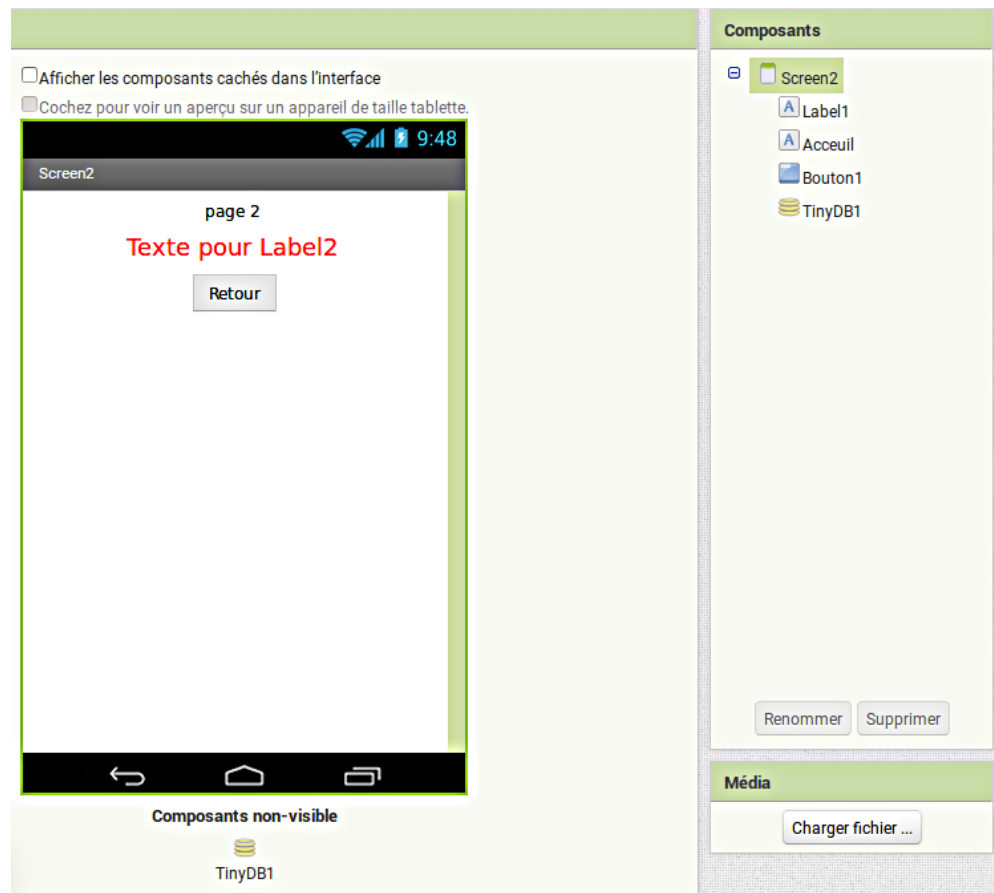 Composants
Afficher les composants cachés dans l'interface
Cochez pour voir un aperçu sur un appareil de taille tablette.
9:48
Screen2
page 2
Texte pour Label2
Retour
Composants non-visible
TinyDB1
Screen2
Label1
Acceuil
Bouton1
TinyDB1
Renommer Supprimer
Média
Charger fichier ...